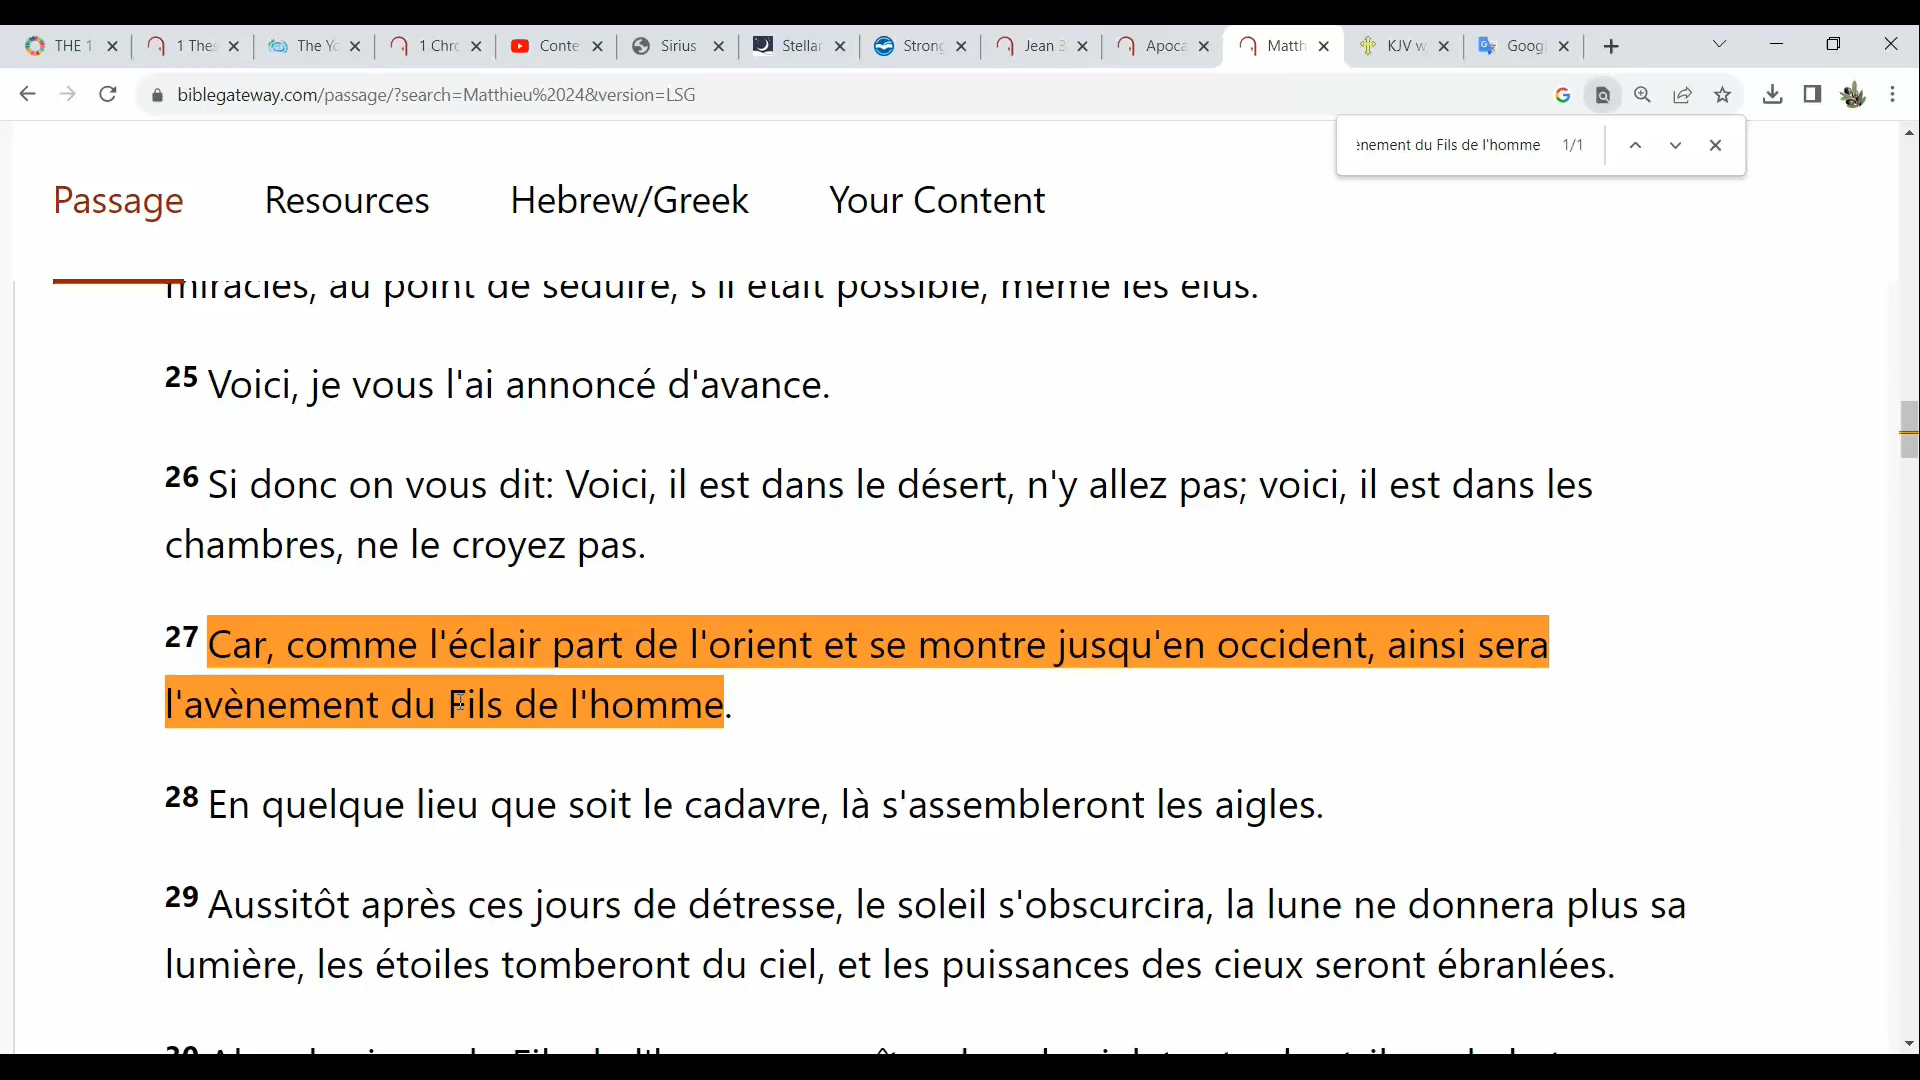 THE 1
1 The
The Yo
1 Chr
Conte
Sirius
Stellar
Strong
Jean 3
Apoca
Matth
KJV w
Goog
biblegateway.com/passage/?search=Matthieu%2024&version=LSG
ènement du Fils de l'homme 1/1
Passage Resources Hebrew/Greek Your Content
miracles, au point de séduire, s'il était possible, même les élus.
25 Voici, je vous l'ai annoncé d'avance.
26 Si donc on vous dit: Voici, il est dans le désert, n'y allez pas; voici, il est dans les
chambres, ne le croyez pas.
27 Car, comme l'éclair part de l'orient et se montre jusqu'en occident, ainsi sera
l'avènement du Fils de l'homme.
28 En quelque lieu que soit le cadavre, là s'assembleront les aigles.
29 Aussitôt après ces jours de détresse, le soleil s'obscurcira, la lune ne donnera plus sa
lumière, les étoiles tomberont du ciel, et les puissances des cieux seront ébranlées.